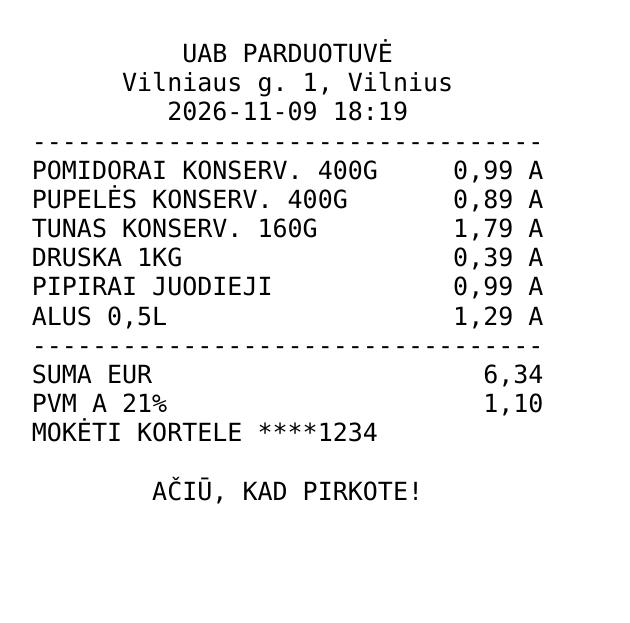 UAB PARDUOTUVĖ
Vilniaus g. 1, Vilnius
2026-11-09 18:19
----------------------------------
POMIDORAI KONSERV. 400G 0,99 A
PUPELĖS KONSERV. 400G 0,89 A
TUNAS KONSERV. 160G 1,79 A
DRUSKA 1KG 0,39 A
PIPIRAI JUODIEJI 0,99 A
ALUS 0,5L 1,29 A
----------------------------------
SUMA EUR 6,34
PVM A 21% 1,10
MOKĖTI KORTELE ****1234
AČIŪ, KAD PIRKOTE!